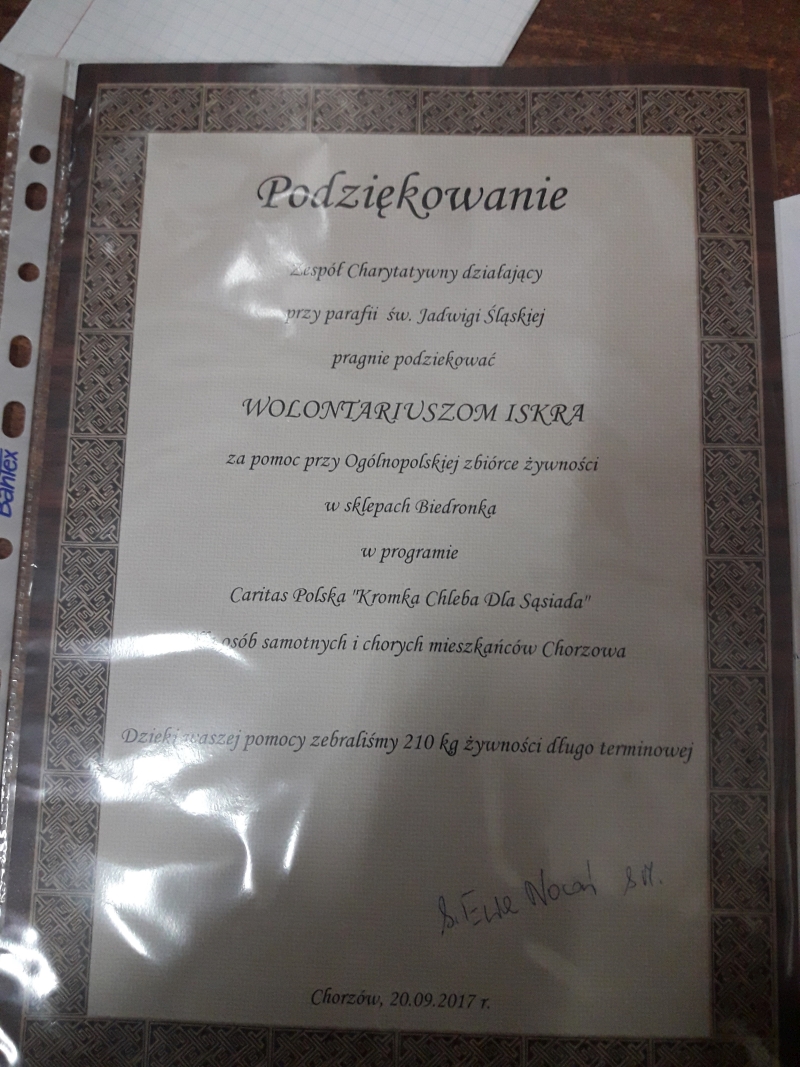 Podziękowanie
Zespół Charytatywny działający
przy parafii św. Jadwigi Śląskiej
pragnie podziekować
WOLONTARIUSZOM ISKRA
za pomoc przy Ogólnopolskiej zbiórce żywności
w sklepach Biedronka
w programie
Caritas Polska "Kromka Chleba Dla Sąsiada"
osób samotnych i chorych mieszkańców Chorzowa
Dzieki waszej pomocy zebraliśmy 210 kg żywności długo terminowej
S. Ewa
Chorzów, 20.09.2017 r.
Bantex